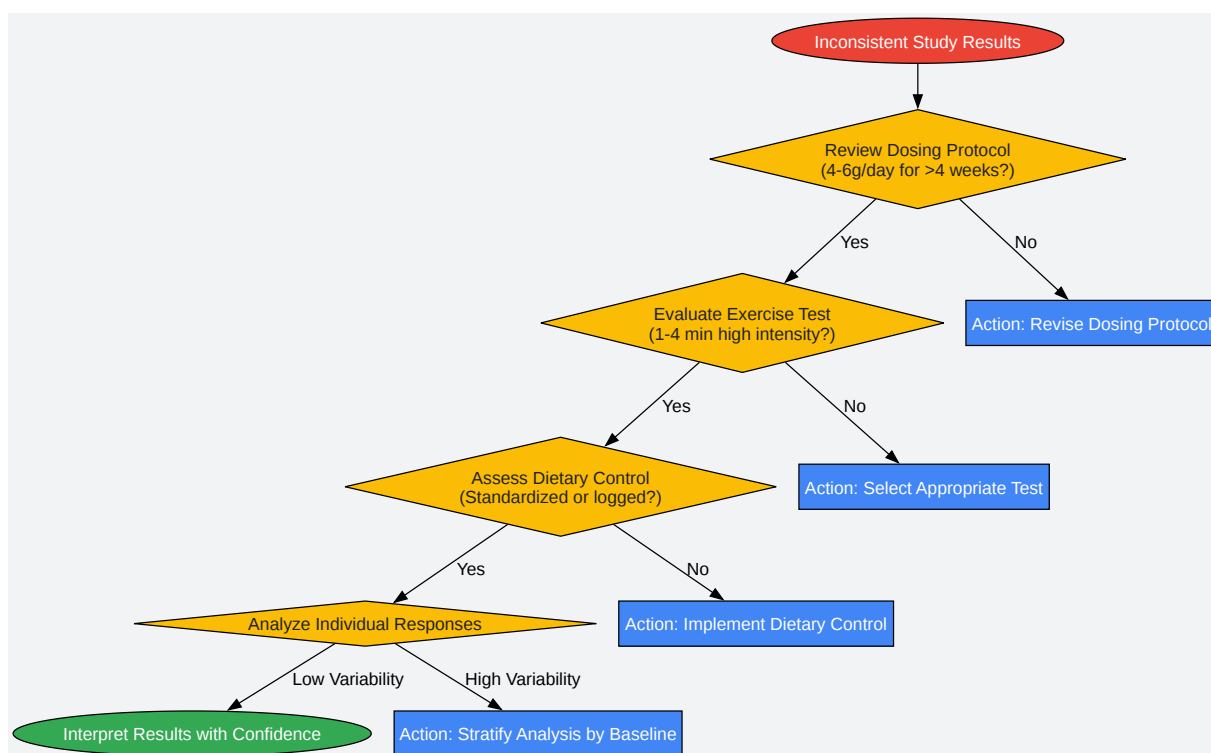 Inconsistent Study Results
Review Dosing Protocol
(4-6g/day for >4 weeks?)
Yes
No
Evaluate Exercise Test
(1-4 min high intensity?)
Action: Revise Dosing Protocol
Yes
No
Assess Dietary Control
(Standardized or logged?)
Action: Select Appropriate Test
Yes
No
Analyze Individual Responses
Action: Implement Dietary Control
Low Variability
High Variability
Interpret Results with Confidence
Action: Stratify Analysis by Baseline